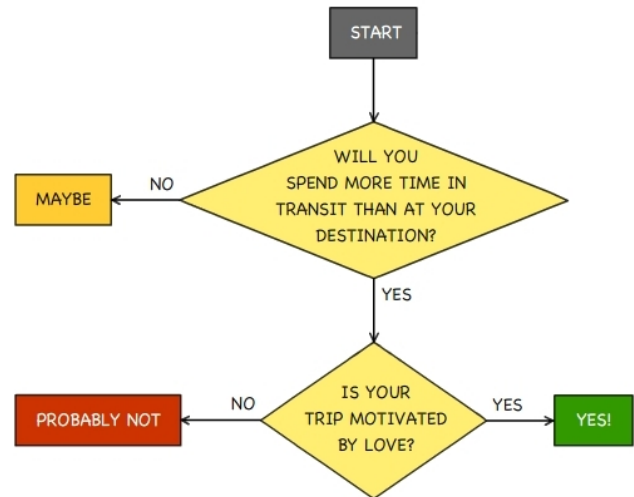 START
WILL YOU
SPEND MORE TIME IN
TRANSIT THAN AT YOUR
DESTINATION?
NO
MAYBE
YES
IS YOUR
TRIP MOTIVATED
BY LOVE?
NO
PROBABLY NOT
YES
YES!